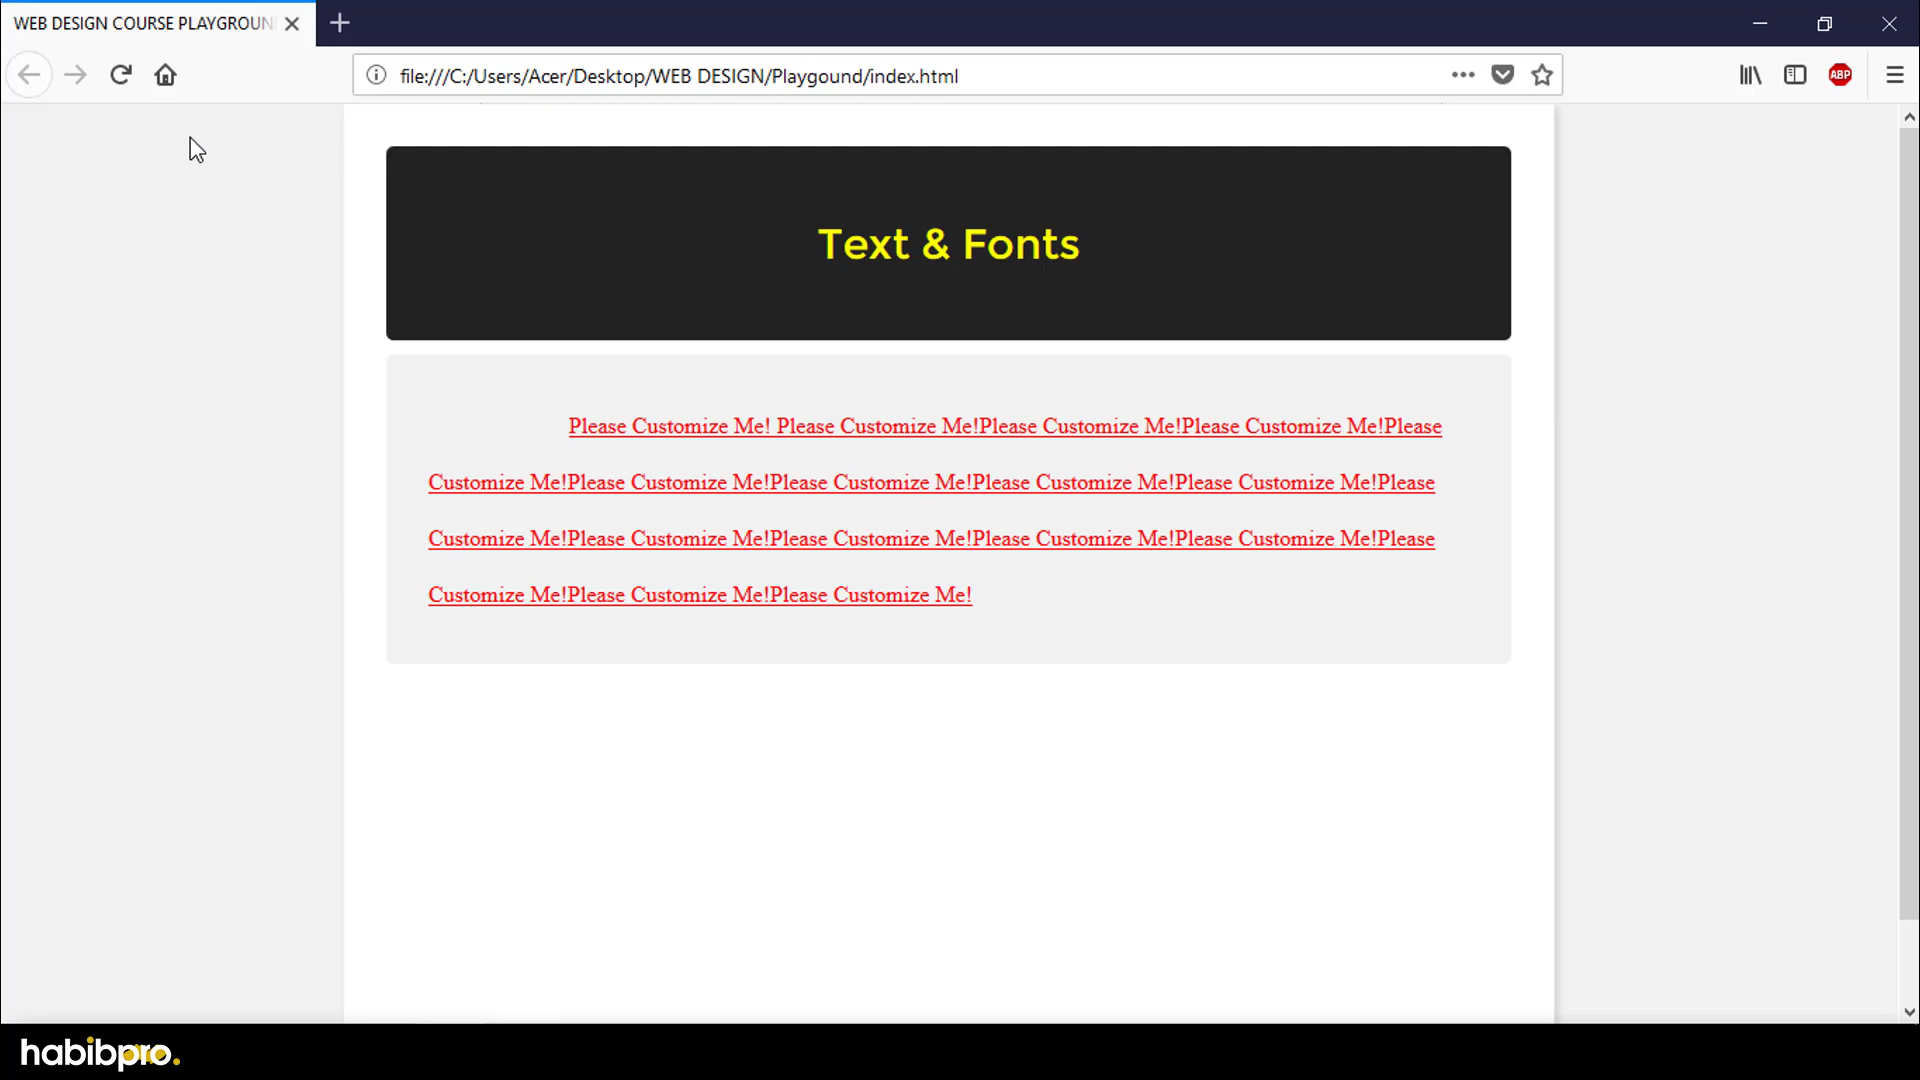 WEB DESIGN COURSE PLAYGROUN
file:///C:/Users/Acer/Desktop/WEB DESIGN/Playgound/index.html
ABP
Text & Fonts
Please Customize Me! Please Customize Me!Please Customize Me!Please Customize Me!Please
Customize Me!Please Customize Me!Please Customize Me!Please Customize Me!Please Customize Me!Please
Customize Me!Please Customize Me!Please Customize Me!Please Customize Me!Please Customize Me!Please
Customize Me!Please Customize Me!Please Customize Me!
habibpro.